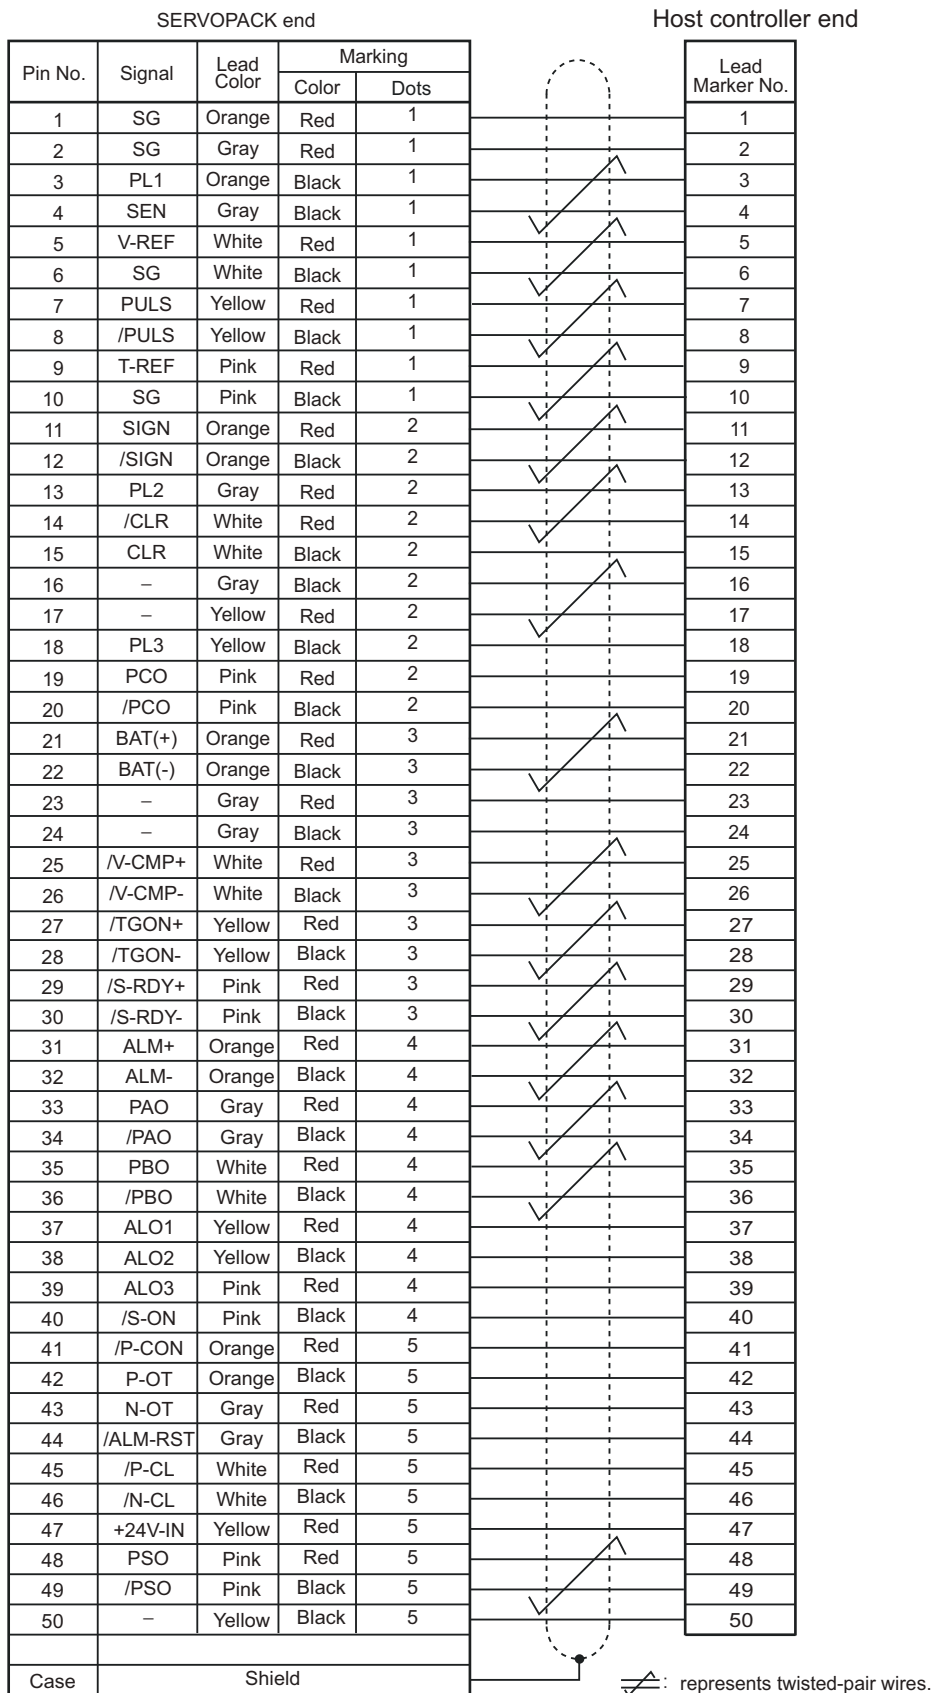 SERVOPACK end Host controller end
Pin No. Signal Lead Color Marking Color Dots Lead Marker No.
1 SG Orange Red 1 1
2 SG Gray Red 1 2
3 PL1 Orange Black 1 3
4 SEN Gray Black 1 4
5 V-REF White Red 1 5
6 SG White Black 1 6
7 PULS Yellow Red 1 7
8 /PULS Yellow Black 1 8
9 T-REF Pink Red 1 9
10 SG Pink Black 1 10
11 SIGN Orange Red 2 11
12 /SIGN Orange Black 2 12
13 PL2 Gray Red 2 13
14 /CLR White Red 2 14
15 CLR White Black 2 15
16 – Gray Black 2 16
17 – Yellow Red 2 17
18 PL3 Yellow Black 2 18
19 PCO Pink Red 2 19
20 /PCO Pink Black 2 20
21 BAT(+) Orange Red 3 21
22 BAT(-) Orange Black 3 22
23 – Gray Red 3 23
24 – Gray Black 3 24
25 /V-CMP+ White Red 3 25
26 /V-CMP- White Black 3 26
27 /TGON+ Yellow Red 3 27
28 /TGON- Yellow Black 3 28
29 /S-RDY+ Pink Red 3 29
30 /S-RDY- Pink Black 3 30
31 ALM+ Orange Red 4 31
32 ALM- Orange Black 4 32
33 PAO Gray Red 4 33
34 /PAO Gray Black 4 34
35 PBO White Red 4 35
36 /PBO White Black 4 36
37 ALO1 Yellow Red 4 37
38 ALO2 Yellow Black 4 38
39 ALO3 Pink Red 4 39
40 /S-ON Pink Black 4 40
41 /P-CON Orange Red 5 41
42 P-OT Orange Black 5 42
43 N-OT Gray Red 5 43
44 /ALM-RST Gray Black 5 44
45 /P-CL White Red 5 45
46 /N-CL White Black 5 46
47 +24V-IN Yellow Red 5 47
48 PSO Pink Red 5 48
49 /PSO Pink Black 5 49
50 – Yellow Black 5 50
Case Shield
: represents twisted-pair wires.